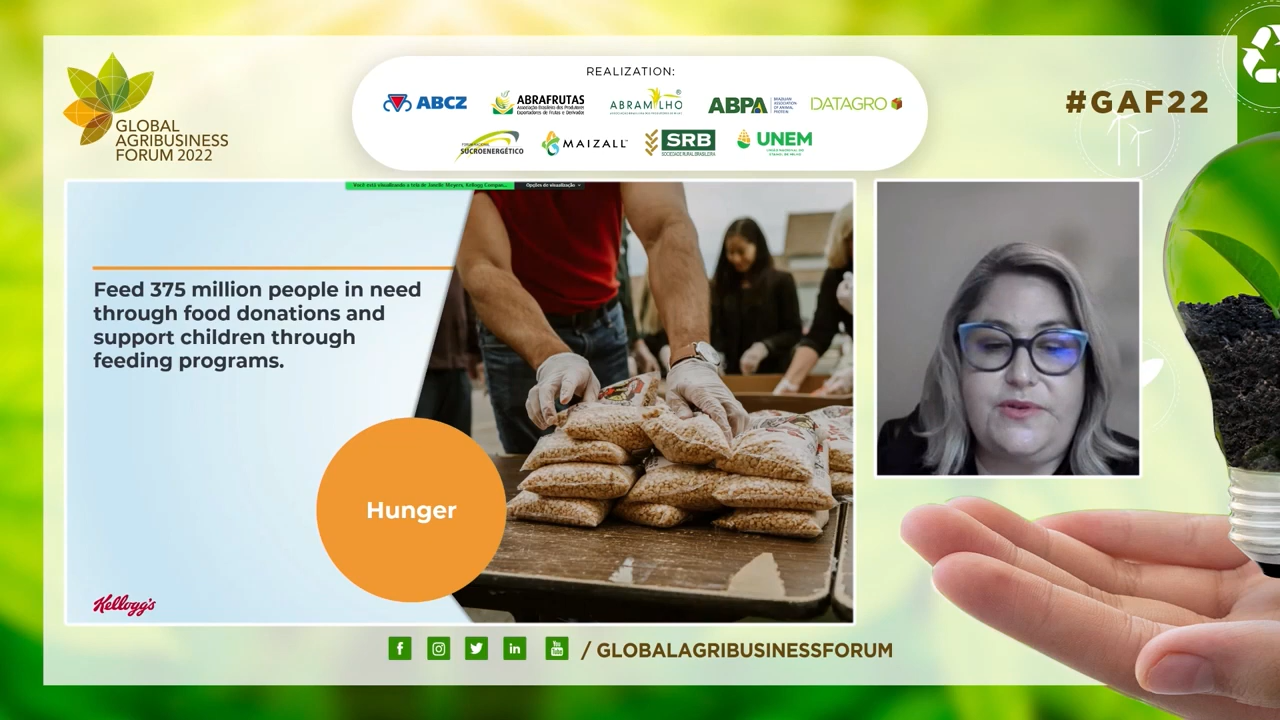 GLOBAL
AGRIBUSINESS
FORUM 2022
REALIZATION:
ABCZ
ABRAFRUTAS
Associação Brasileira dos Produtores
Exportadores de Frutas e Derivados
ABRAMILHO
ABPA
BRAZILIAN
ASSOCIATION
OF ANIMAL
PROTEIN
DATAGRO
SUCROENERGÉTICO
MAIZALL
SRB
SOCIEDADE RURAL BRASILEIRA
UNEM
#GAF22
Você está visualizando a tela de Janelle Meyers, Kellogg Compan...
Opções de visualização
Feed 375 million people in need
through food donations and
support children through
feeding programs.
Hunger
Kellogg's
/ GLOBALAGRIBUSINESSFORUM